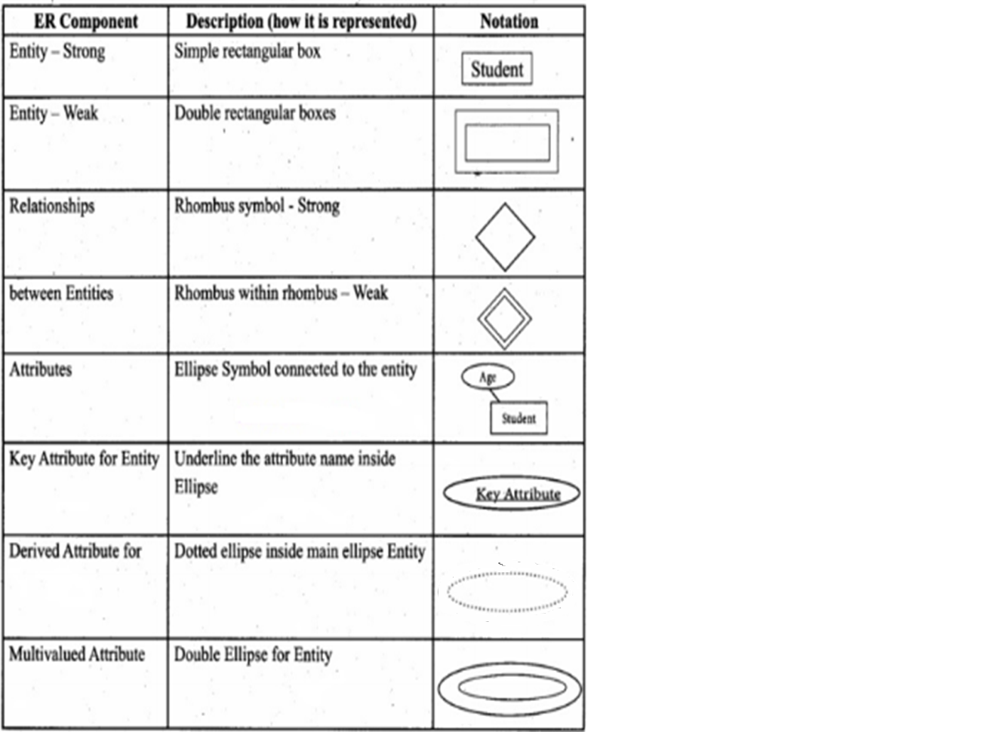 ER Component Description (how it is represented) Notation
Entity – Strong Simple rectangular box
Student
Entity – Weak Double rectangular boxes
Relationships Rhombus symbol - Strong
between Entities Rhombus within rhombus – Weak
Attributes Ellipse Symbol connected to the entity
Age
Student
Key Attribute for Entity Underline the attribute name inside
Ellipse
Key Attribute
Derived Attribute for Dotted ellipse inside main ellipse Entity
Multivalued Attribute Double Ellipse for Entity